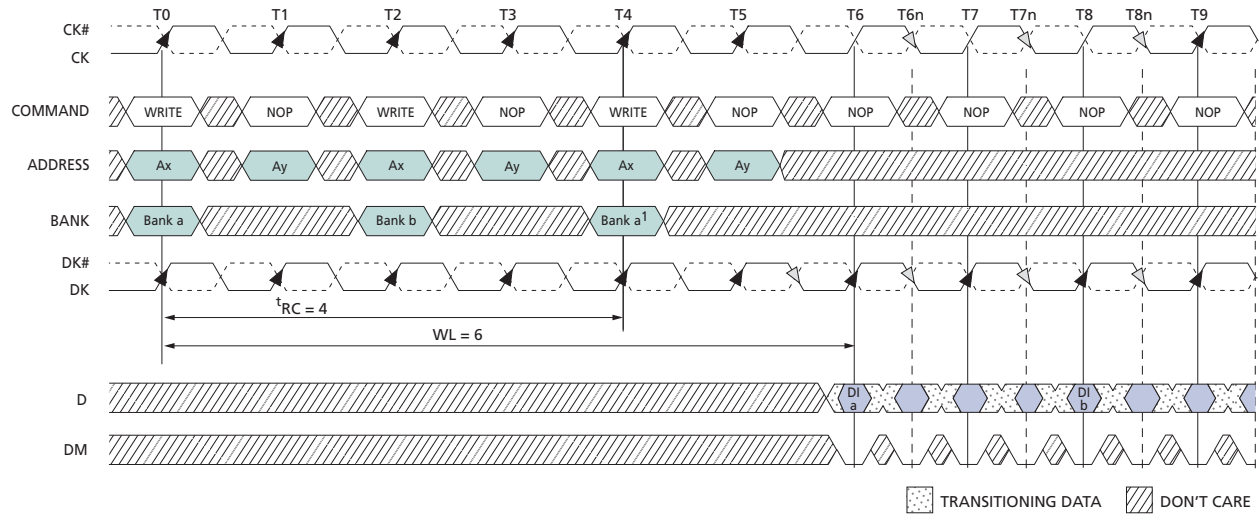 T0 T1 T2 T3 T4 T5 T6 T6n T7 T7n T8 T8n T9
CK#
CK
COMMAND WRITE NOP WRITE NOP WRITE NOP NOP NOP NOP NOP
ADDRESS Ax Ay Ax Ay Ax Ay
BANK Bank a Bank b Bank a¹
DK#
DK
tRC = 4
WL = 6
D DI a DI b
DM
TRANSITIONING DATA DON'T CARE